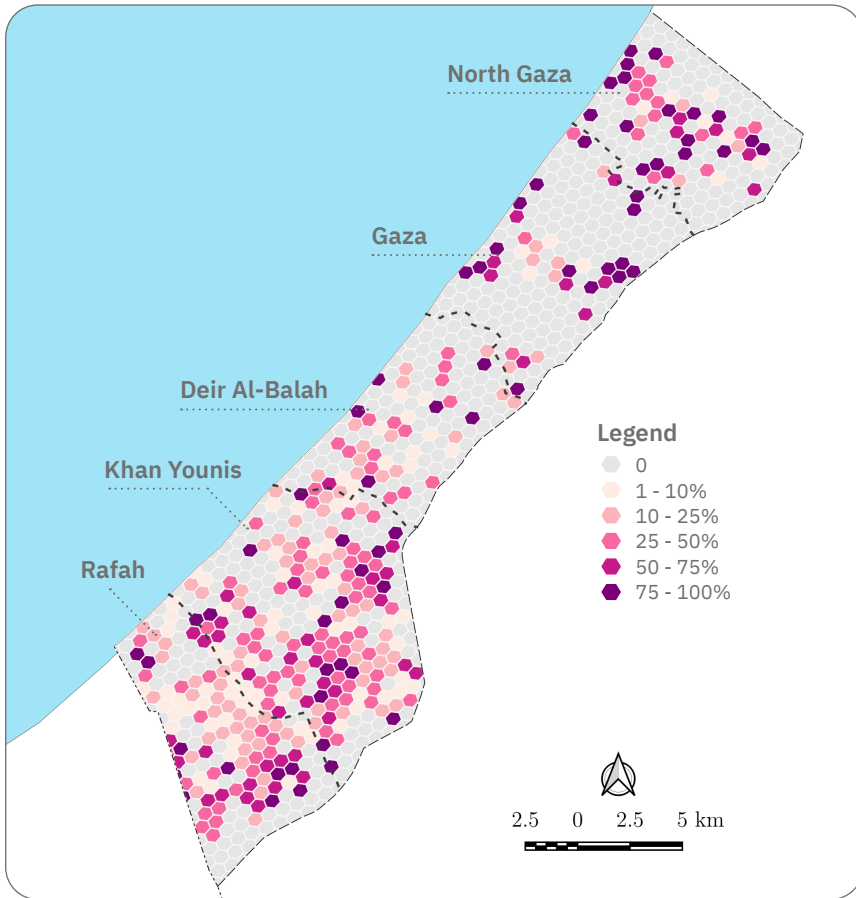 North Gaza
Gaza
Deir Al-Balah
Khan Younis
Rafah
Legend
0
1 - 10%
10 - 25%
25 - 50%
50 - 75%
75 - 100%
2.5 0 2.5 5 km